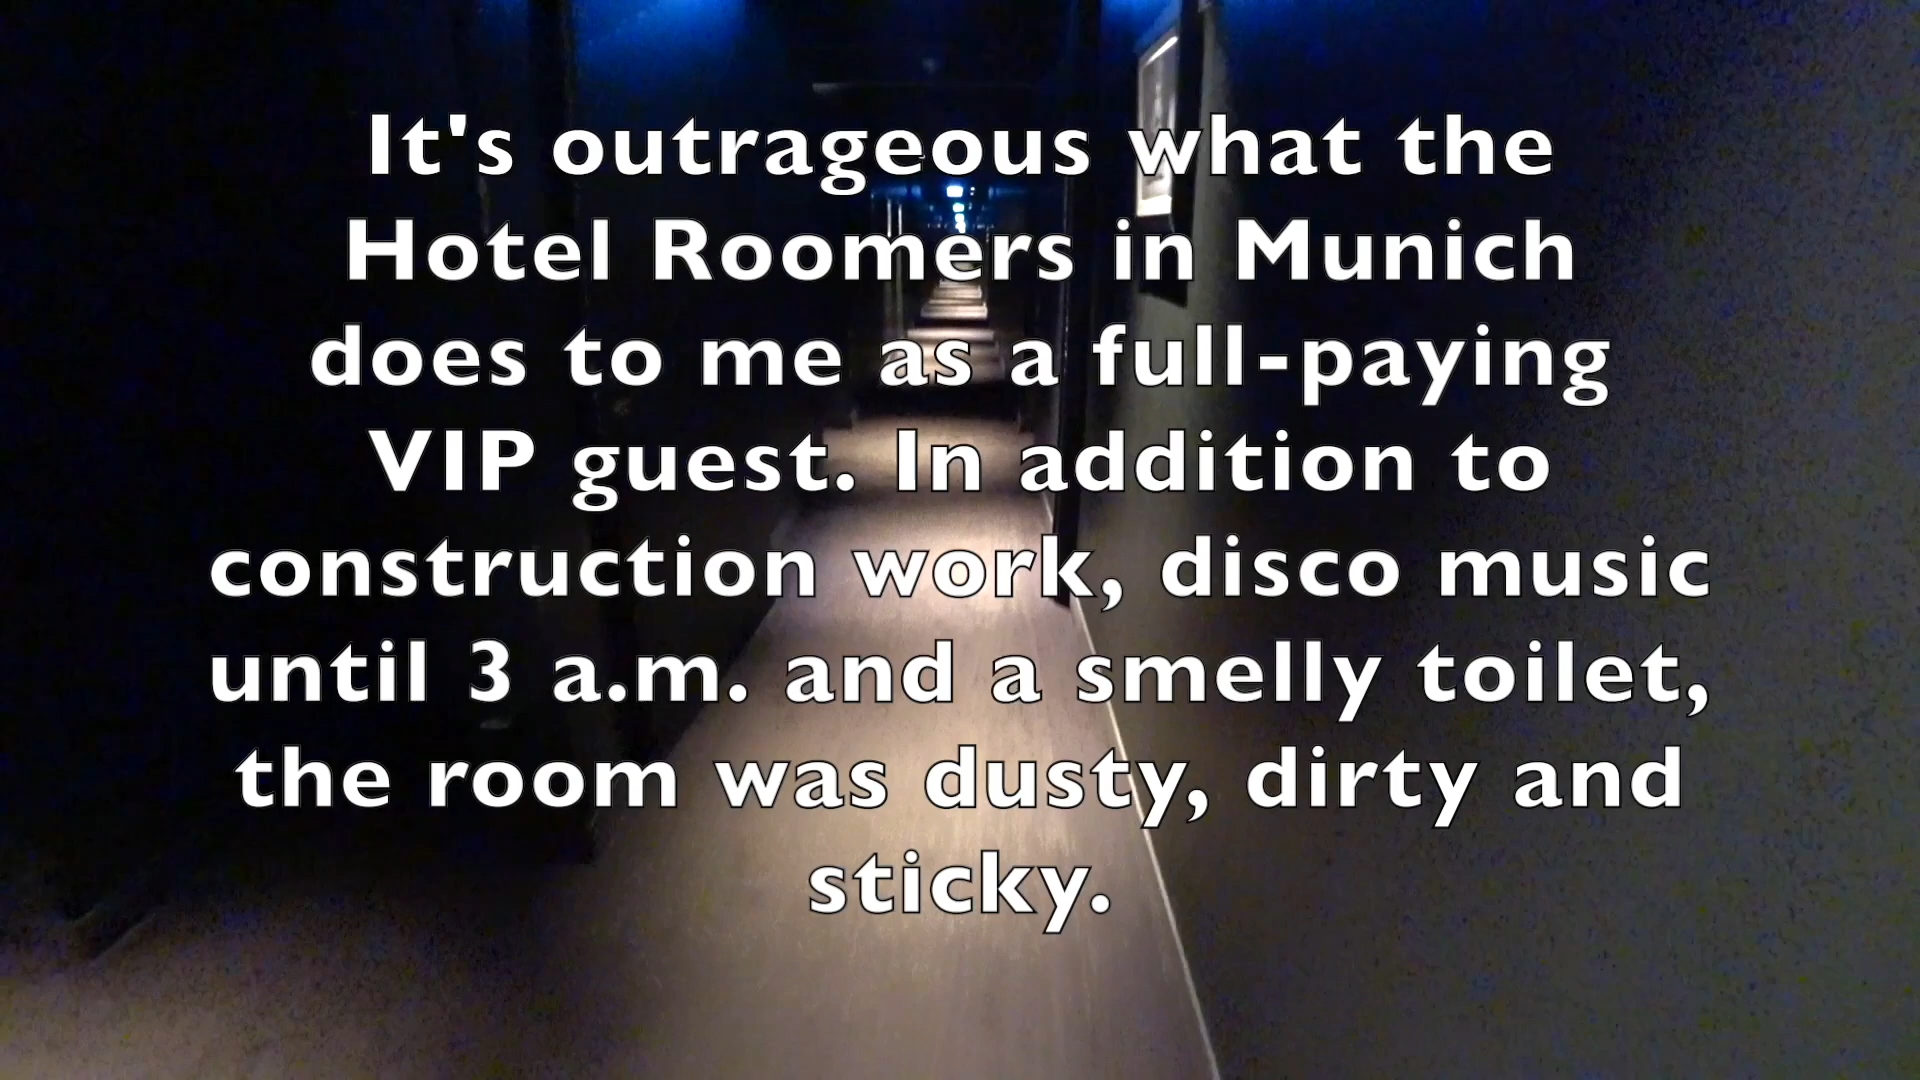 It's outrageous what the
Hotel Roomers in Munich
does to me as a full-paying
VIP guest. In addition to
construction work, disco music
until 3 a.m. and a smelly toilet,
the room was dusty, dirty and
sticky.